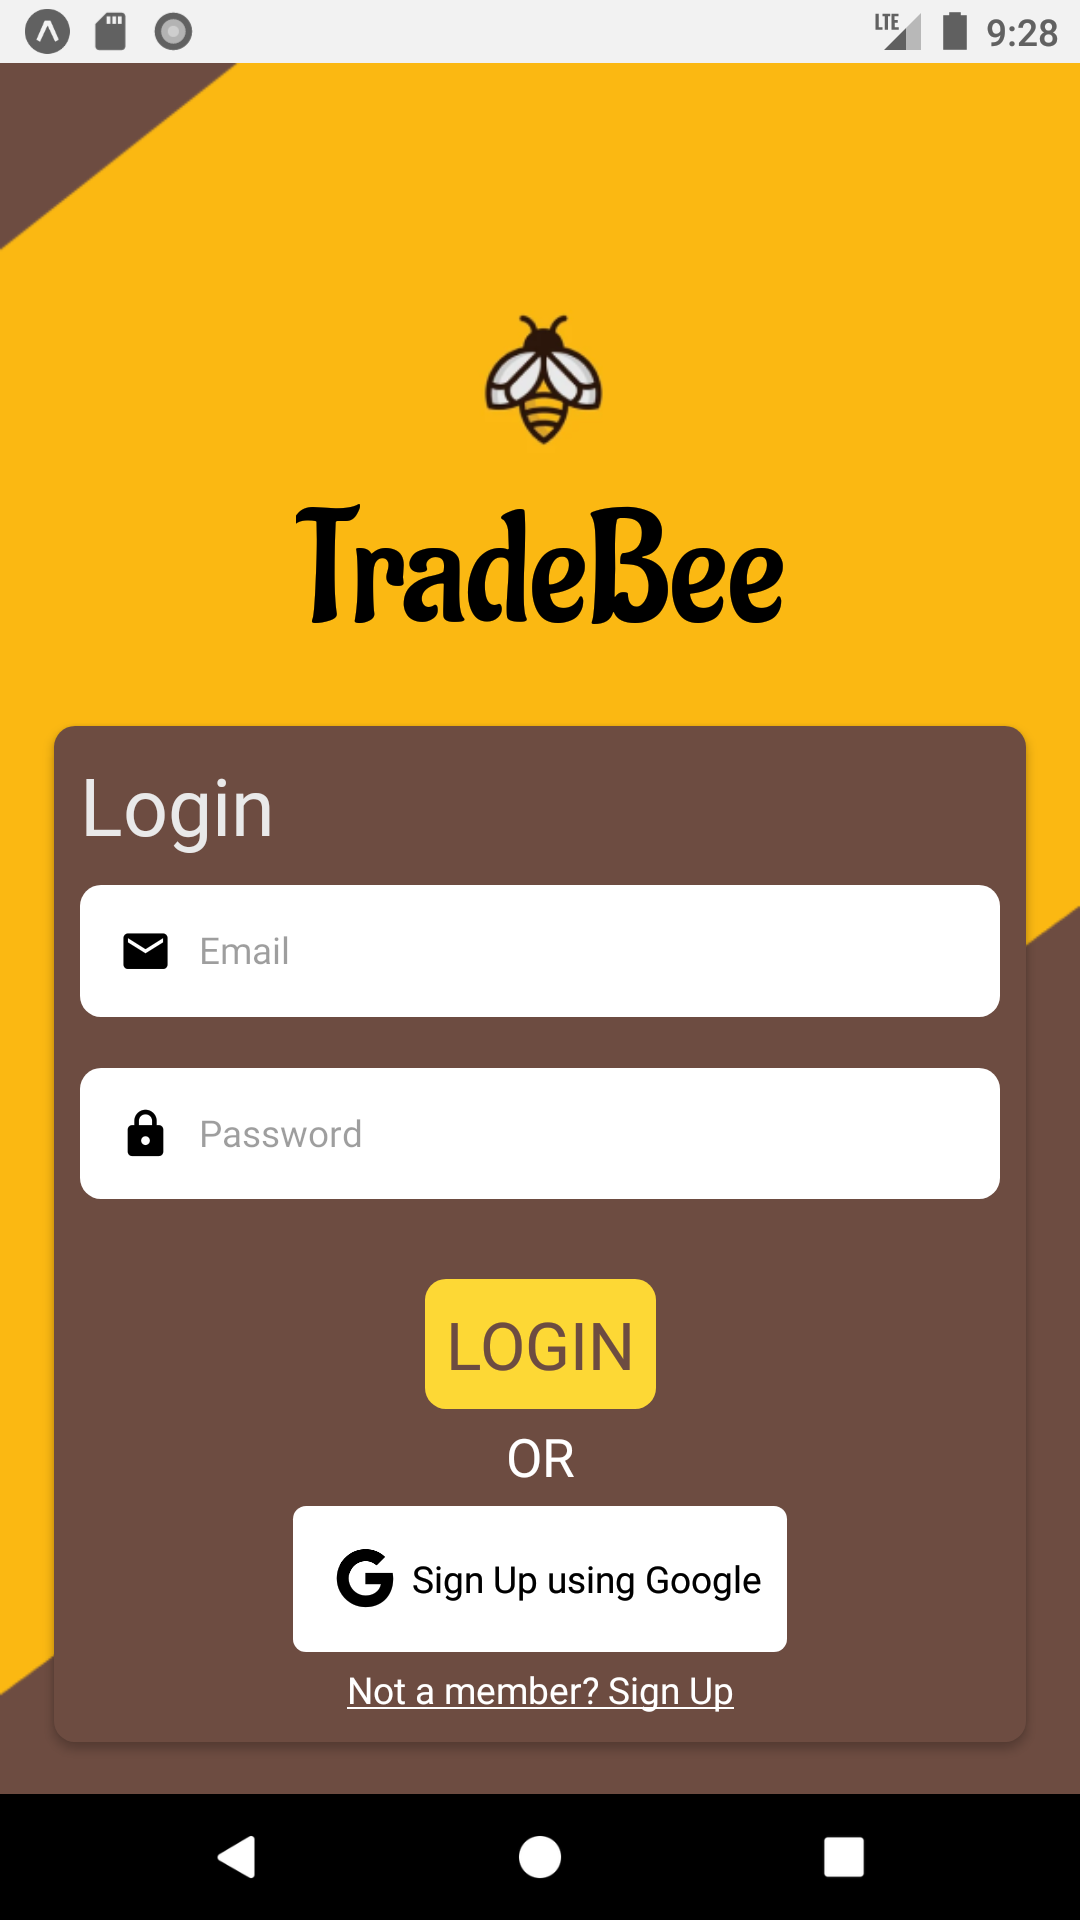 LTE 9:28
TradeBee
Login
Email
Password
LOGIN
OR
G Sign Up using Google
Not a member? Sign Up